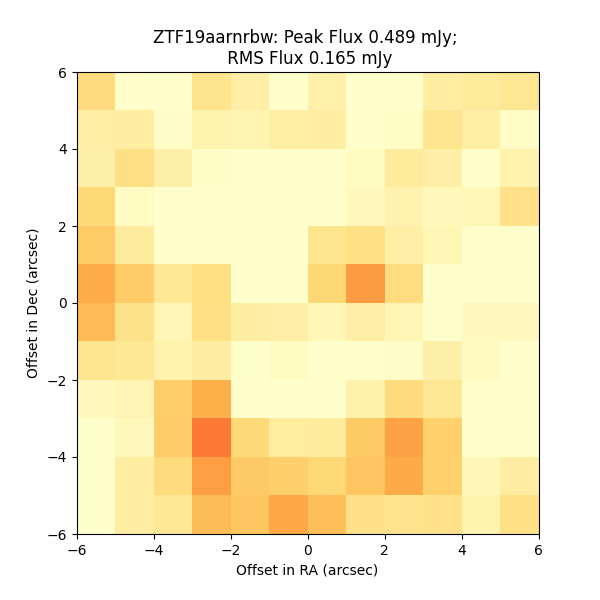 ZTF19aarnrbw: Peak Flux 0.489 mJy;
RMS Flux 0.165 mJy
6
4
2
0
−2
−4
−6
Offset in Dec (arcsec)
−6 −4 −2 0 2 4 6
Offset in RA (arcsec)